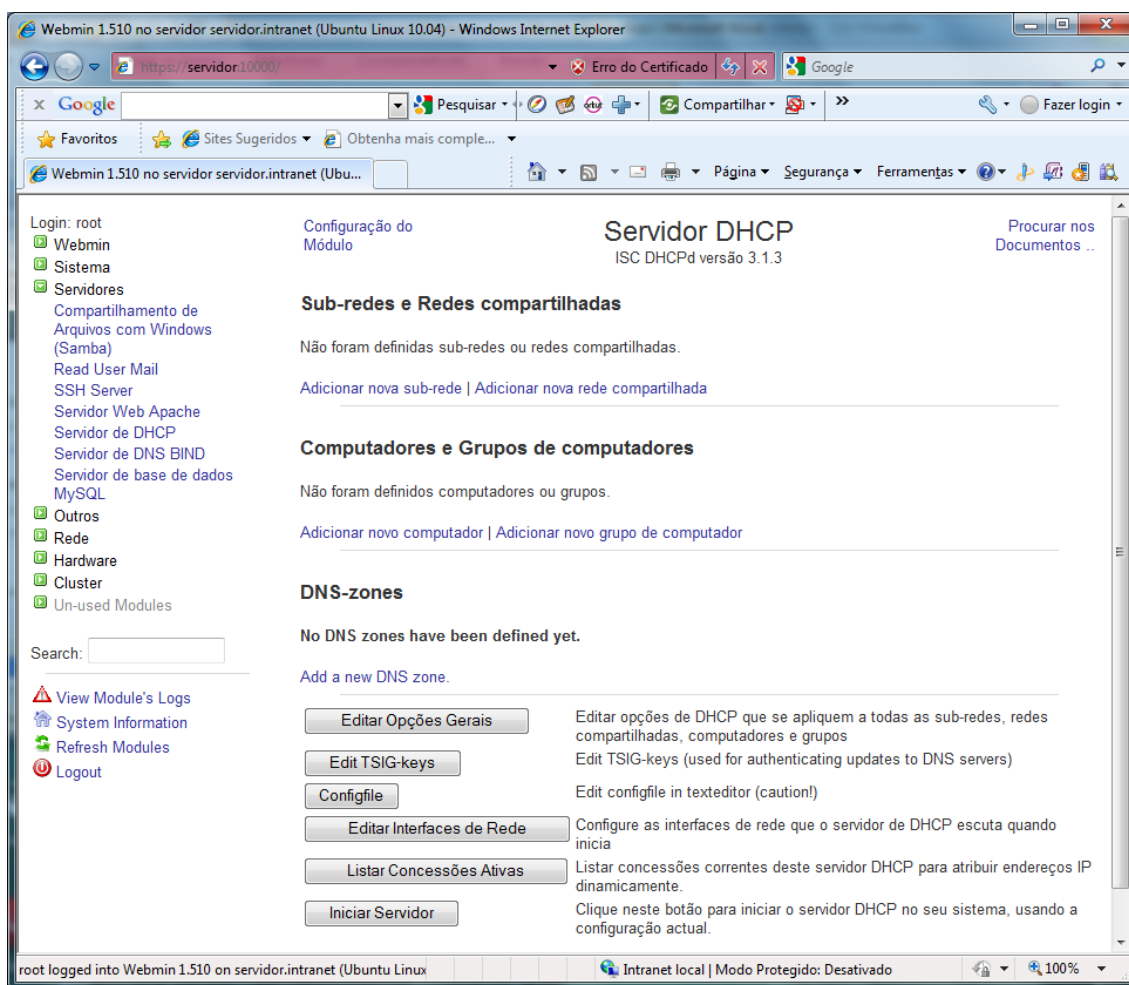 Webmin 1.510 no servidor servidor.intranet (Ubuntu Linux 10.04) - Windows Internet Explorer
https://servidor:10000/
Erro do Certificado
Google
x Google
Pesquisar
Compartilhar
»
Fazer login
Favoritos
Sites Sugeridos
Obtenha mais comple...
Webmin 1.510 no servidor servidor.intranet (Ubu...
Página
Segurança
Ferramentas
Login: root
Webmin
Sistema
Servidores
Compartilhamento de
Arquivos com Windows
(Samba)
Read User Mail
SSH Server
Servidor Web Apache
Servidor de DHCP
Servidor de DNS BIND
Servidor de base de dados
MySQL
Outros
Rede
Hardware
Cluster
Un-used Modules
Search:
View Module's Logs
System Information
Refresh Modules
Logout
Configuração do
Módulo
Servidor DHCP
ISC DHCPd versão 3.1.3
Procurar nos
Documentos ..
Sub-redes e Redes compartilhadas
Não foram definidas sub-redes ou redes compartilhadas.
Adicionar nova sub-rede | Adicionar nova rede compartilhada
Computadores e Grupos de computadores
Não foram definidos computadores ou grupos.
Adicionar novo computador | Adicionar novo grupo de computador
DNS-zones
No DNS zones have been defined yet.
Add a new DNS zone.
Editar Opções Gerais
Editar opções de DHCP que se apliquem a todas as sub-redes, redes
compartilhadas, computadores e grupos
Edit TSIG-keys
Edit TSIG-keys (used for authenticating updates to DNS servers)
Configfile
Edit configfile in texteditor (caution!)
Editar Interfaces de Rede
Configure as interfaces de rede que o servidor de DHCP escuta quando
inicia
Listar Concessões Ativas
Listar concessões correntes deste servidor DHCP para atribuir endereços IP
dinamicamente.
Iniciar Servidor
Clique neste botão para iniciar o servidor DHCP no seu sistema, usando a
configuração actual.
root logged into Webmin 1.510 on servidor.intranet (Ubuntu Linux
Intranet local | Modo Protegido: Desativado
100%